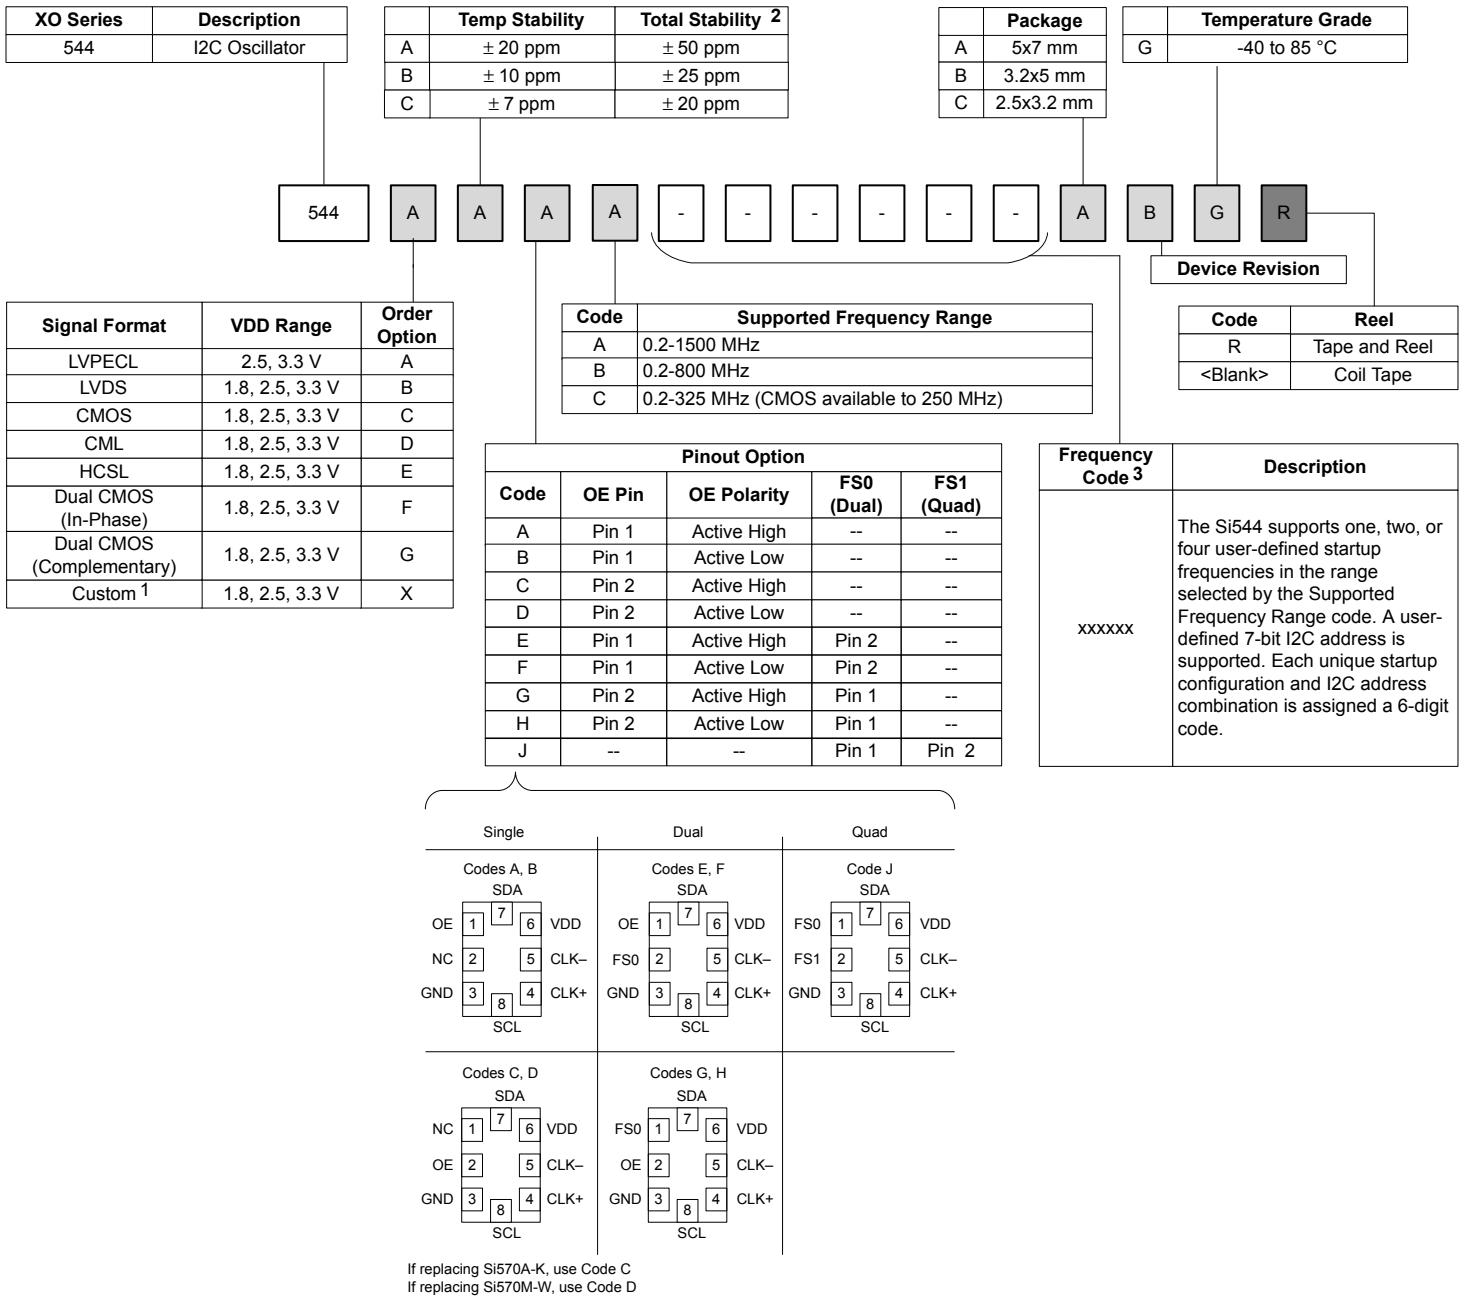 XO Series Description
544 I2C Oscillator
Temp Stability Total Stability 2
A ± 20 ppm ± 50 ppm
B ± 10 ppm ± 25 ppm
C ± 7 ppm ± 20 ppm
Package
A 5x7 mm
B 3.2x5 mm
C 2.5x3.2 mm
Temperature Grade
G -40 to 85 °C
544 A A A A - - - - - - A B G R
Device Revision
Signal Format VDD Range Order Option
LVPECL 2.5, 3.3 V A
LVDS 1.8, 2.5, 3.3 V B
CMOS 1.8, 2.5, 3.3 V C
CML 1.8, 2.5, 3.3 V D
HCSL 1.8, 2.5, 3.3 V E
Dual CMOS
(In-Phase) 1.8, 2.5, 3.3 V F
Dual CMOS
(Complementary) 1.8, 2.5, 3.3 V G
Custom 1 1.8, 2.5, 3.3 V X
Code Supported Frequency Range
A 0.2-1500 MHz
B 0.2-800 MHz
C 0.2-325 MHz (CMOS available to 250 MHz)
Code Reel
R Tape and Reel
<Blank> Coil Tape
Pinout Option
Code OE Pin OE Polarity FS0 (Dual) FS1 (Quad)
A Pin 1 Active High -- --
B Pin 1 Active Low -- --
C Pin 2 Active High -- --
D Pin 2 Active Low -- --
E Pin 1 Active High Pin 2 --
F Pin 1 Active Low Pin 2 --
G Pin 2 Active High Pin 1 --
H Pin 2 Active Low Pin 1 --
J -- -- Pin 1 Pin 2
Frequency Code 3 Description
xxxxxx
The Si544 supports one, two, or
four user-defined startup
frequencies in the range
selected by the Supported
Frequency Range code. A user-
defined 7-bit I2C address is
supported. Each unique startup
configuration and I2C address
combination is assigned a 6-digit
code.
Single Dual Quad
Codes A, B
SDA
7
OE 1 6 VDD
NC 2 5 CLK–
GND 3 4 CLK+
8
SCL
Codes E, F
SDA
7
OE 1 6 VDD
FS0 2 5 CLK–
GND 3 4 CLK+
8
SCL
Code J
SDA
7
FS0 1 6 VDD
FS1 2 5 CLK–
GND 3 4 CLK+
8
SCL
Codes C, D
SDA
7
NC 1 6 VDD
OE 2 5 CLK–
GND 3 4 CLK+
8
SCL
Codes G, H
SDA
7
FS0 1 6 VDD
OE 2 5 CLK–
GND 3 4 CLK+
8
SCL
If replacing Si570A-K, use Code C
If replacing Si570M-W, use Code D